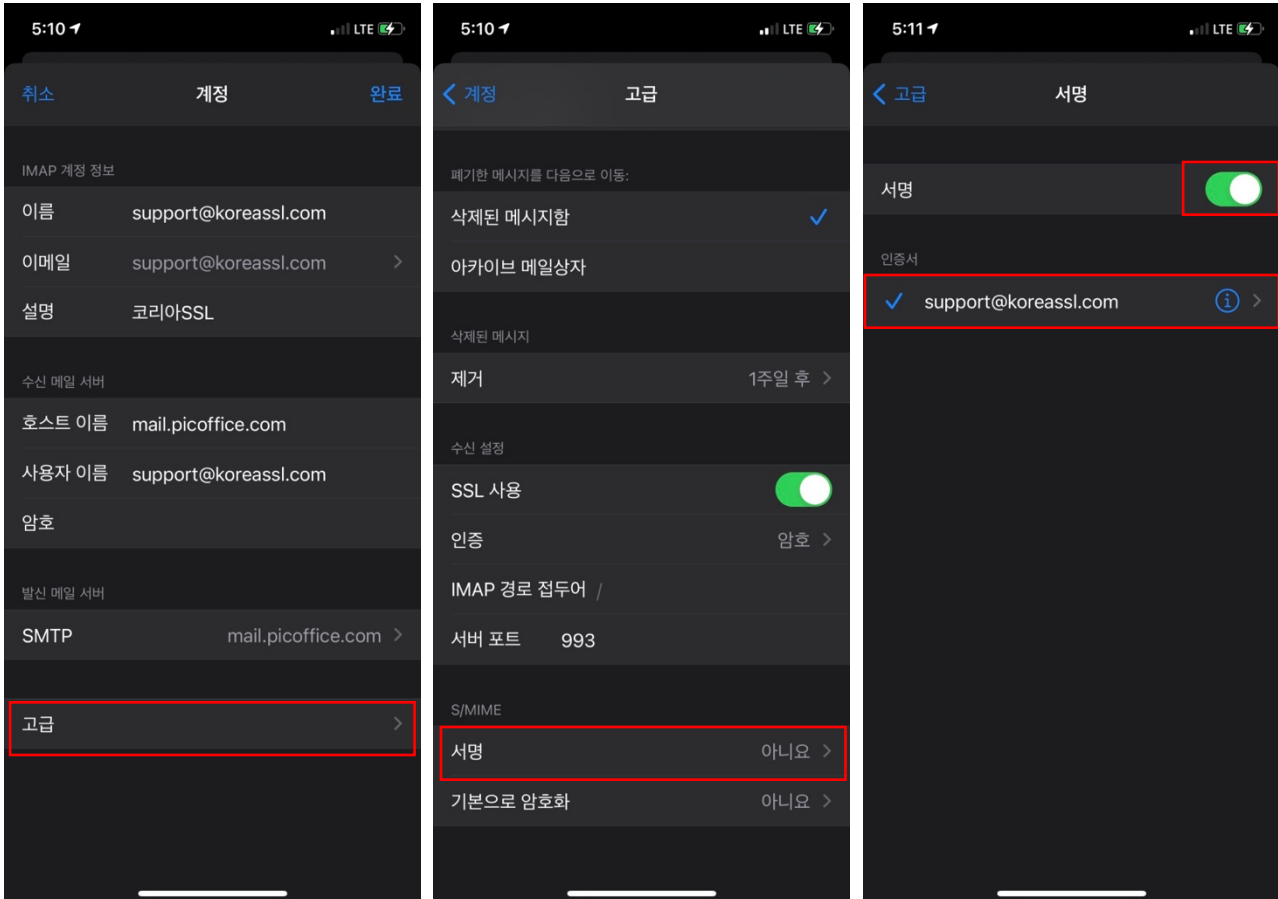 5:10
LTE
취소 계정 완료
IMAP 계정 정보
이름 support@koreassl.com
이메일 support@koreassl.com
설명 코리아SSL
수신 메일 서버
호스트 이름 mail.picoffice.com
사용자 이름 support@koreassl.com
암호
발신 메일 서버
SMTP mail.picoffice.com
고급
5:10
LTE
계정 고급
폐기한 메시지를 다음으로 이동:
삭제된 메시지함
아카이브 메일상자
삭제된 메시지
제거 1주일 후
수신 설정
SSL 사용
인증 암호
IMAP 경로 접두어 /
서버 포트 993
S/MIME
서명 아니요
기본으로 암호화 아니요
5:11
LTE
고급 서명
서명
인증서
support@koreassl.com